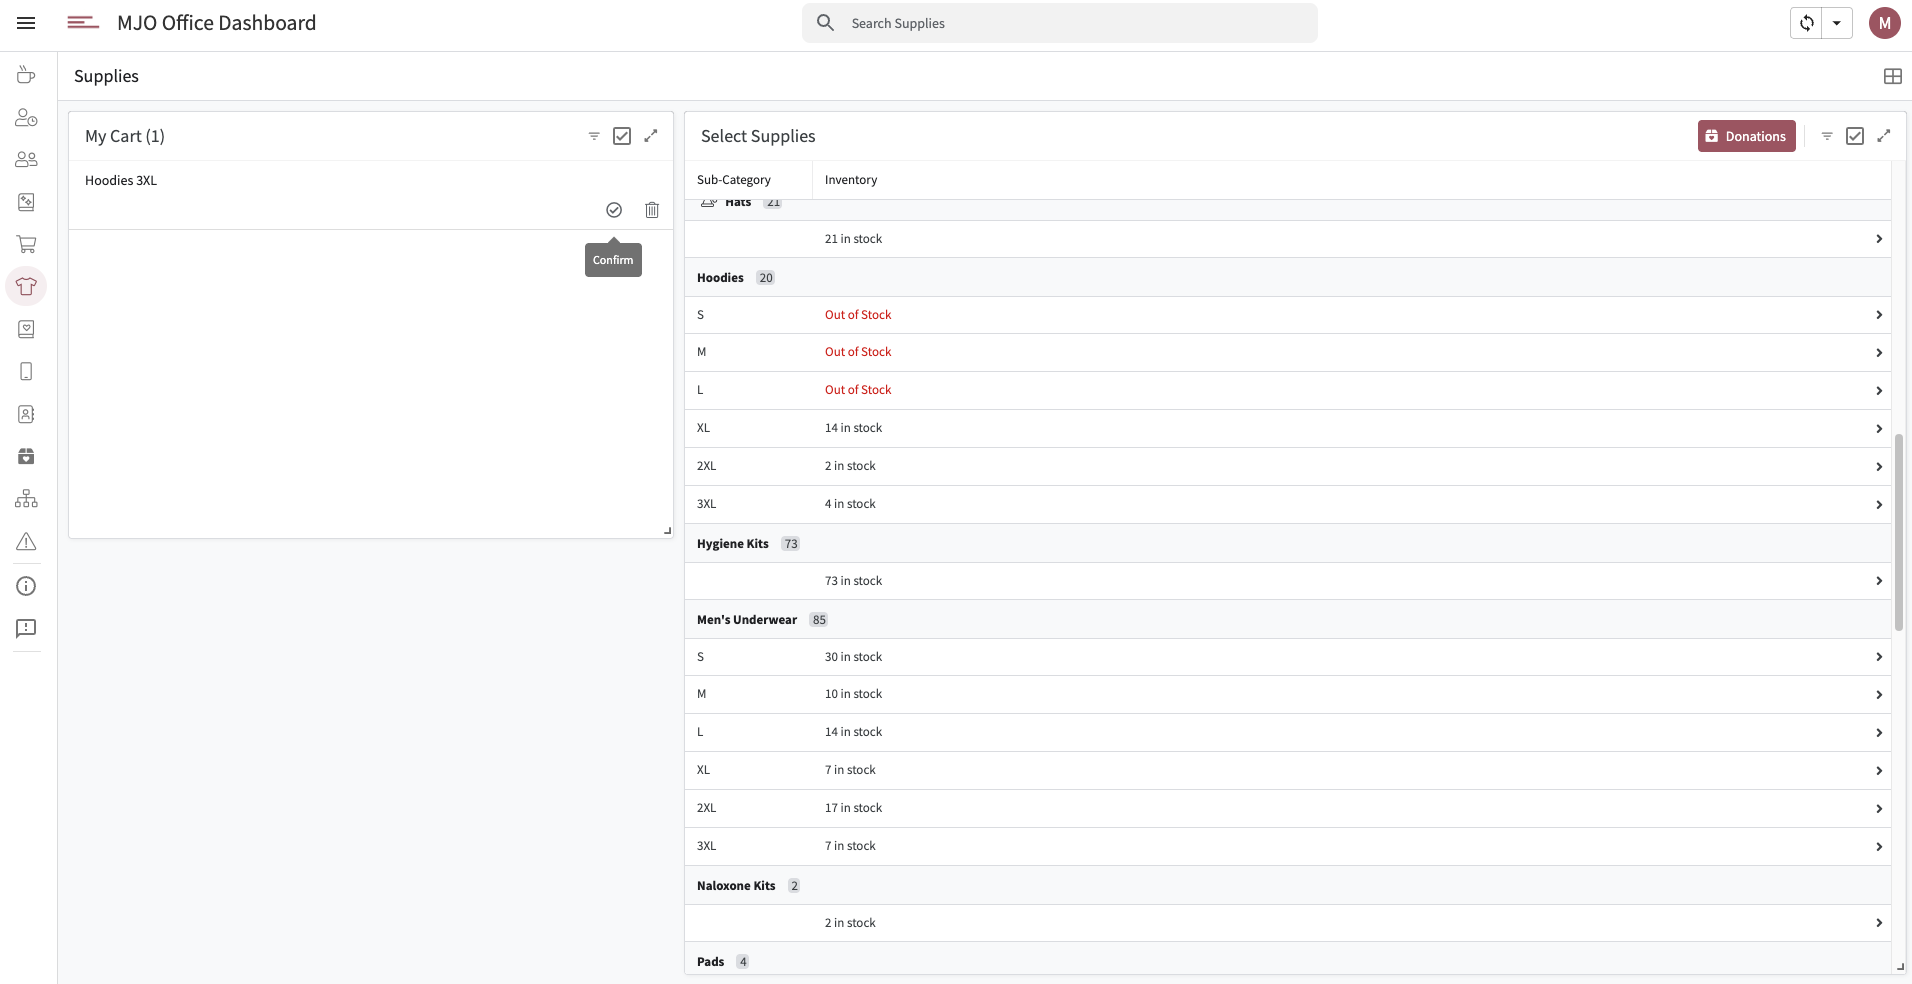 MJO Office Dashboard
Search Supplies
M
Supplies
My Cart (1)
Hoodies 3XL
Confirm
Select Supplies
Donations
Sub-Category Inventory
Hats 21
21 in stock
Hoodies 20
S Out of Stock
M Out of Stock
L Out of Stock
XL 14 in stock
2XL 2 in stock
3XL 4 in stock
Hygiene Kits 73
73 in stock
Men's Underwear 85
S 30 in stock
M 10 in stock
L 14 in stock
XL 7 in stock
2XL 17 in stock
3XL 7 in stock
Naloxone Kits 2
2 in stock
Pads 4